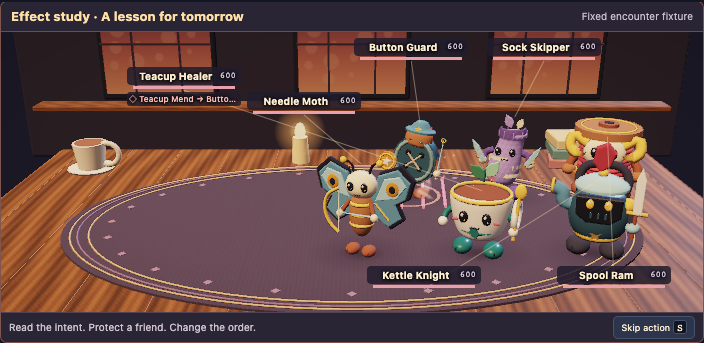 Effect study · A lesson for tomorrow
Fixed encounter fixture
Button Guard 600
Sock Skipper 600
Teacup Healer 600
Teacup Mend → Butto...
Needle Moth 600
Kettle Knight 600
Spool Ram 600
Read the intent. Protect a friend. Change the order.
Skip action S